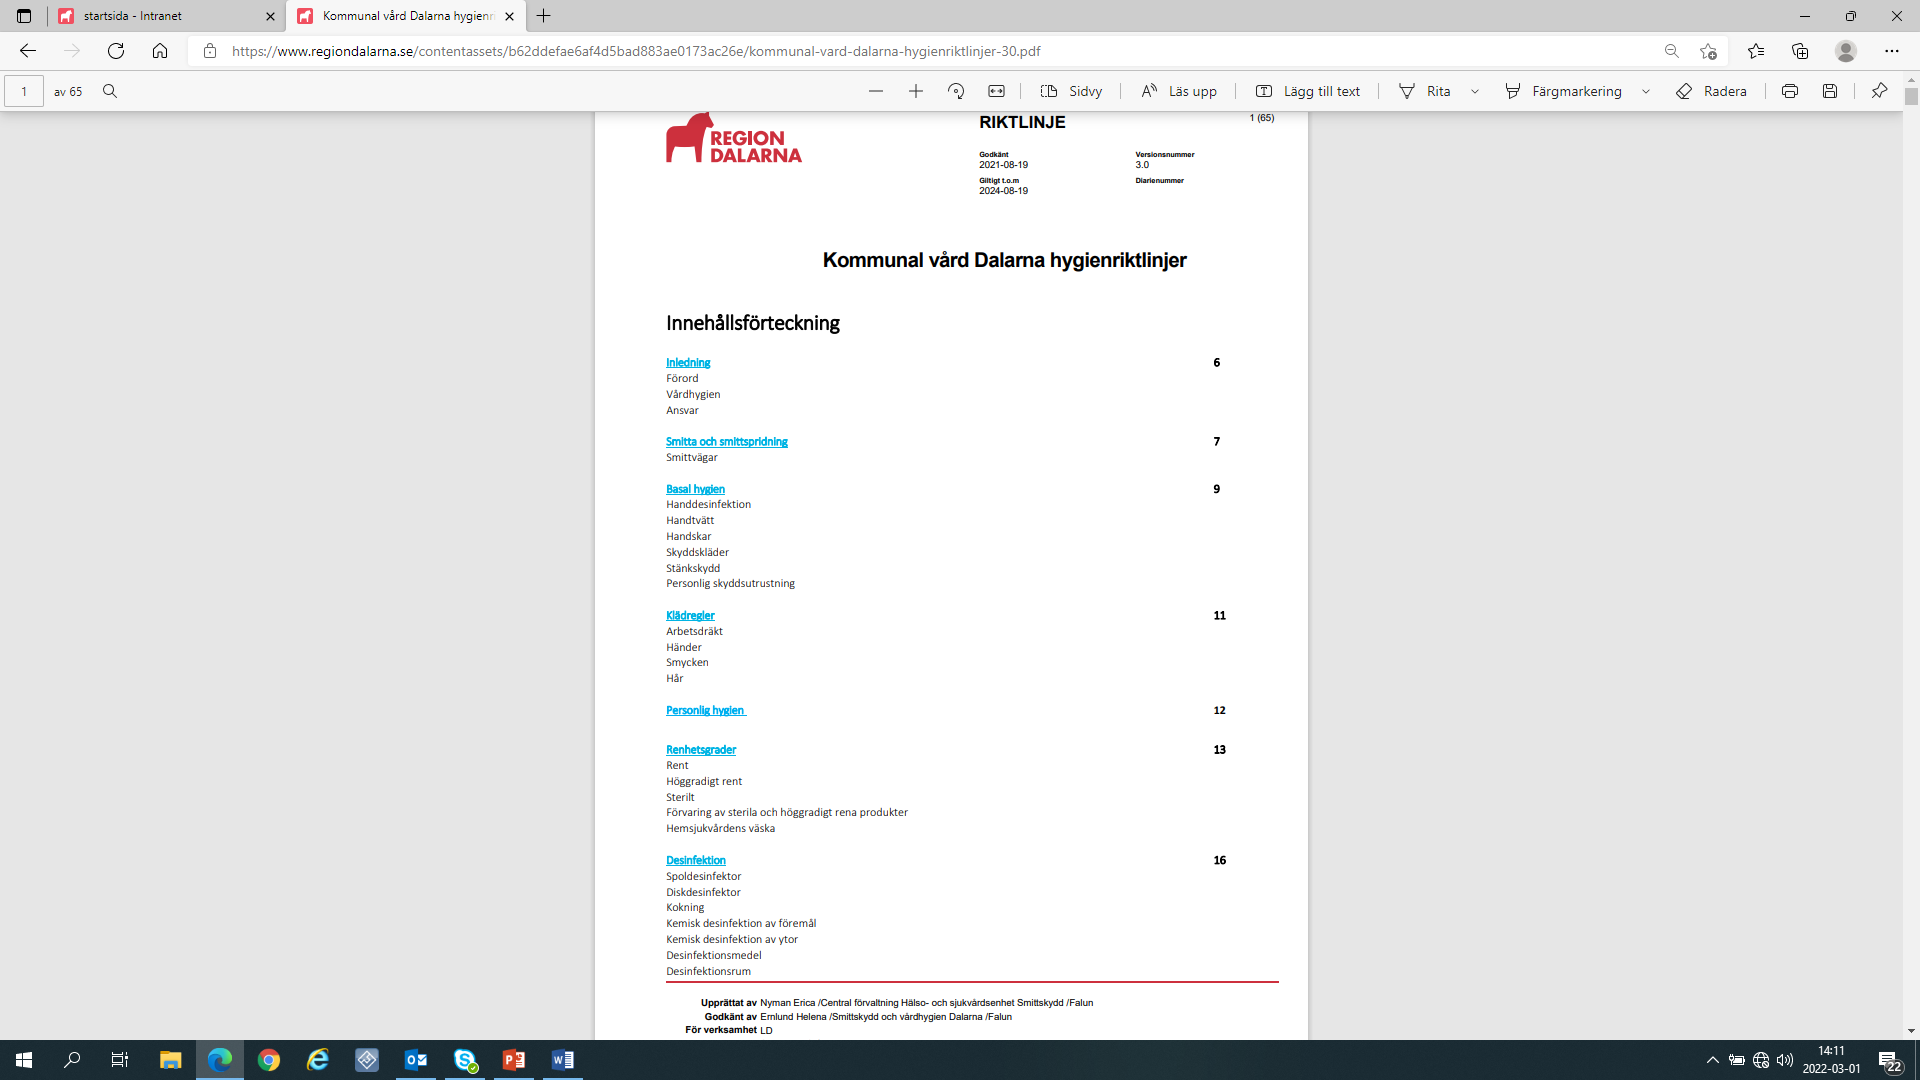 startsida - Intranet
Kommunal vård Dalarna hygienr
https://www.regiondalarna.se/contentassets/b62ddefae6af4d5bad883ae0173ac26e/kommunal-vard-dalarna-hygienriktlinjer-30.pdf
1 av 65
Sidvy
Läs upp
Lägg till text
Rita
Färgmarkering
Radera
REGION
DALARNA
RIKTLINJE
1 (65)
Godkänt
2021-08-19
Versionsnummer
3.0
Giltigt t.o.m
2024-08-19
Diarienummer
Kommunal vård Dalarna hygienriktlinjer
Innehållsförteckning
Inledning 6
Förord
Vårdhygien
Ansvar
Smitta och smittspridning 7
Smittvägar
Basal hygien 9
Handdesinfektion
Handtvätt
Handskar
Skyddskläder
Stänkskydd
Personlig skyddsutrustning
Klädregler 11
Arbetsdräkt
Händer
Smycken
Hår
Personlig hygien 12
Renhetsgrader 13
Rent
Höggradigt rent
Sterilt
Förvaring av sterila och höggradigt rena produkter
Hemsjukvårdens väska
Desinfektion 16
Spoldesinfektor
Diskdesinfektor
Kokning
Kemisk desinfektion av föremål
Kemisk desinfektion av ytor
Desinfektionsmedel
Desinfektionsrum
Upprättat av Nyman Erica /Central förvaltning Hälso- och sjukvårdsenhet Smittskydd /Falun
Godkänt av Ernlund Helena /Smittskydd och vårdhygien Dalarna /Falun
För verksamhet LD
14:11
2022-03-01
22